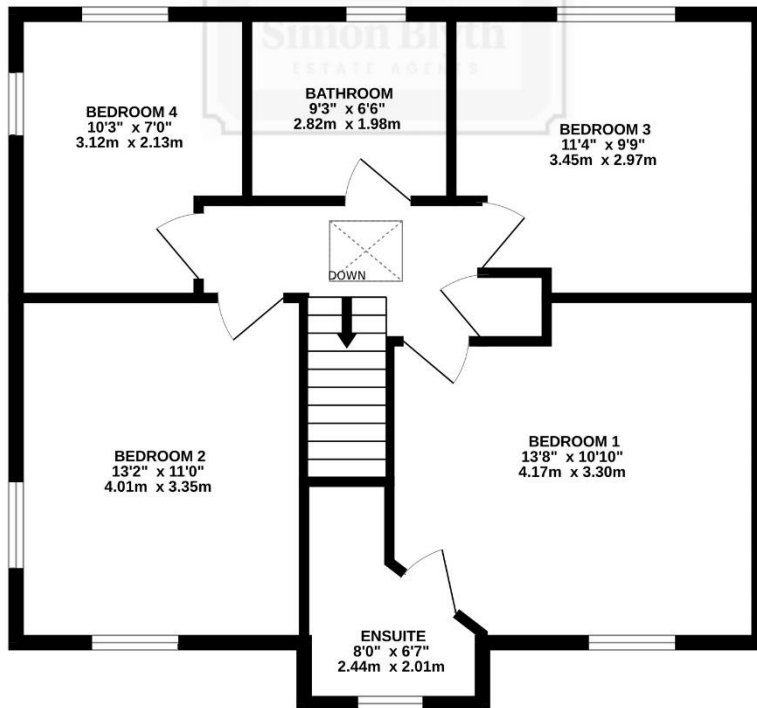 Simon Blyth
ESTATE AGENTS
BEDROOM 4
10'3" x 7'0"
3.12m x 2.13m
BATHROOM
9'3" x 6'6"
2.82m x 1.98m
BEDROOM 3
11'4" x 9'9"
3.45m x 2.97m
DOWN
BEDROOM 2
13'2" x 11'0"
4.01m x 3.35m
BEDROOM 1
13'8" x 10'10"
4.17m x 3.30m
ENSUITE
8'0" x 6'7"
2.44m x 2.01m